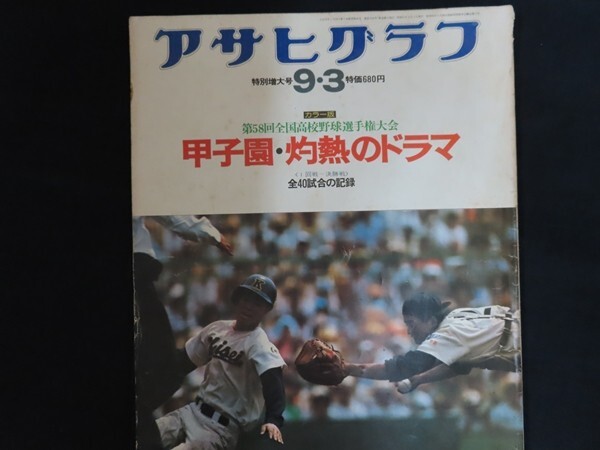 アサヒグラフ
特別増大号 9・3 特価680円
カラー版
第58回全国高校野球選手権大会
甲子園・灼熱のドラマ
(1回戦―決勝戦)
全40試合の記録
K